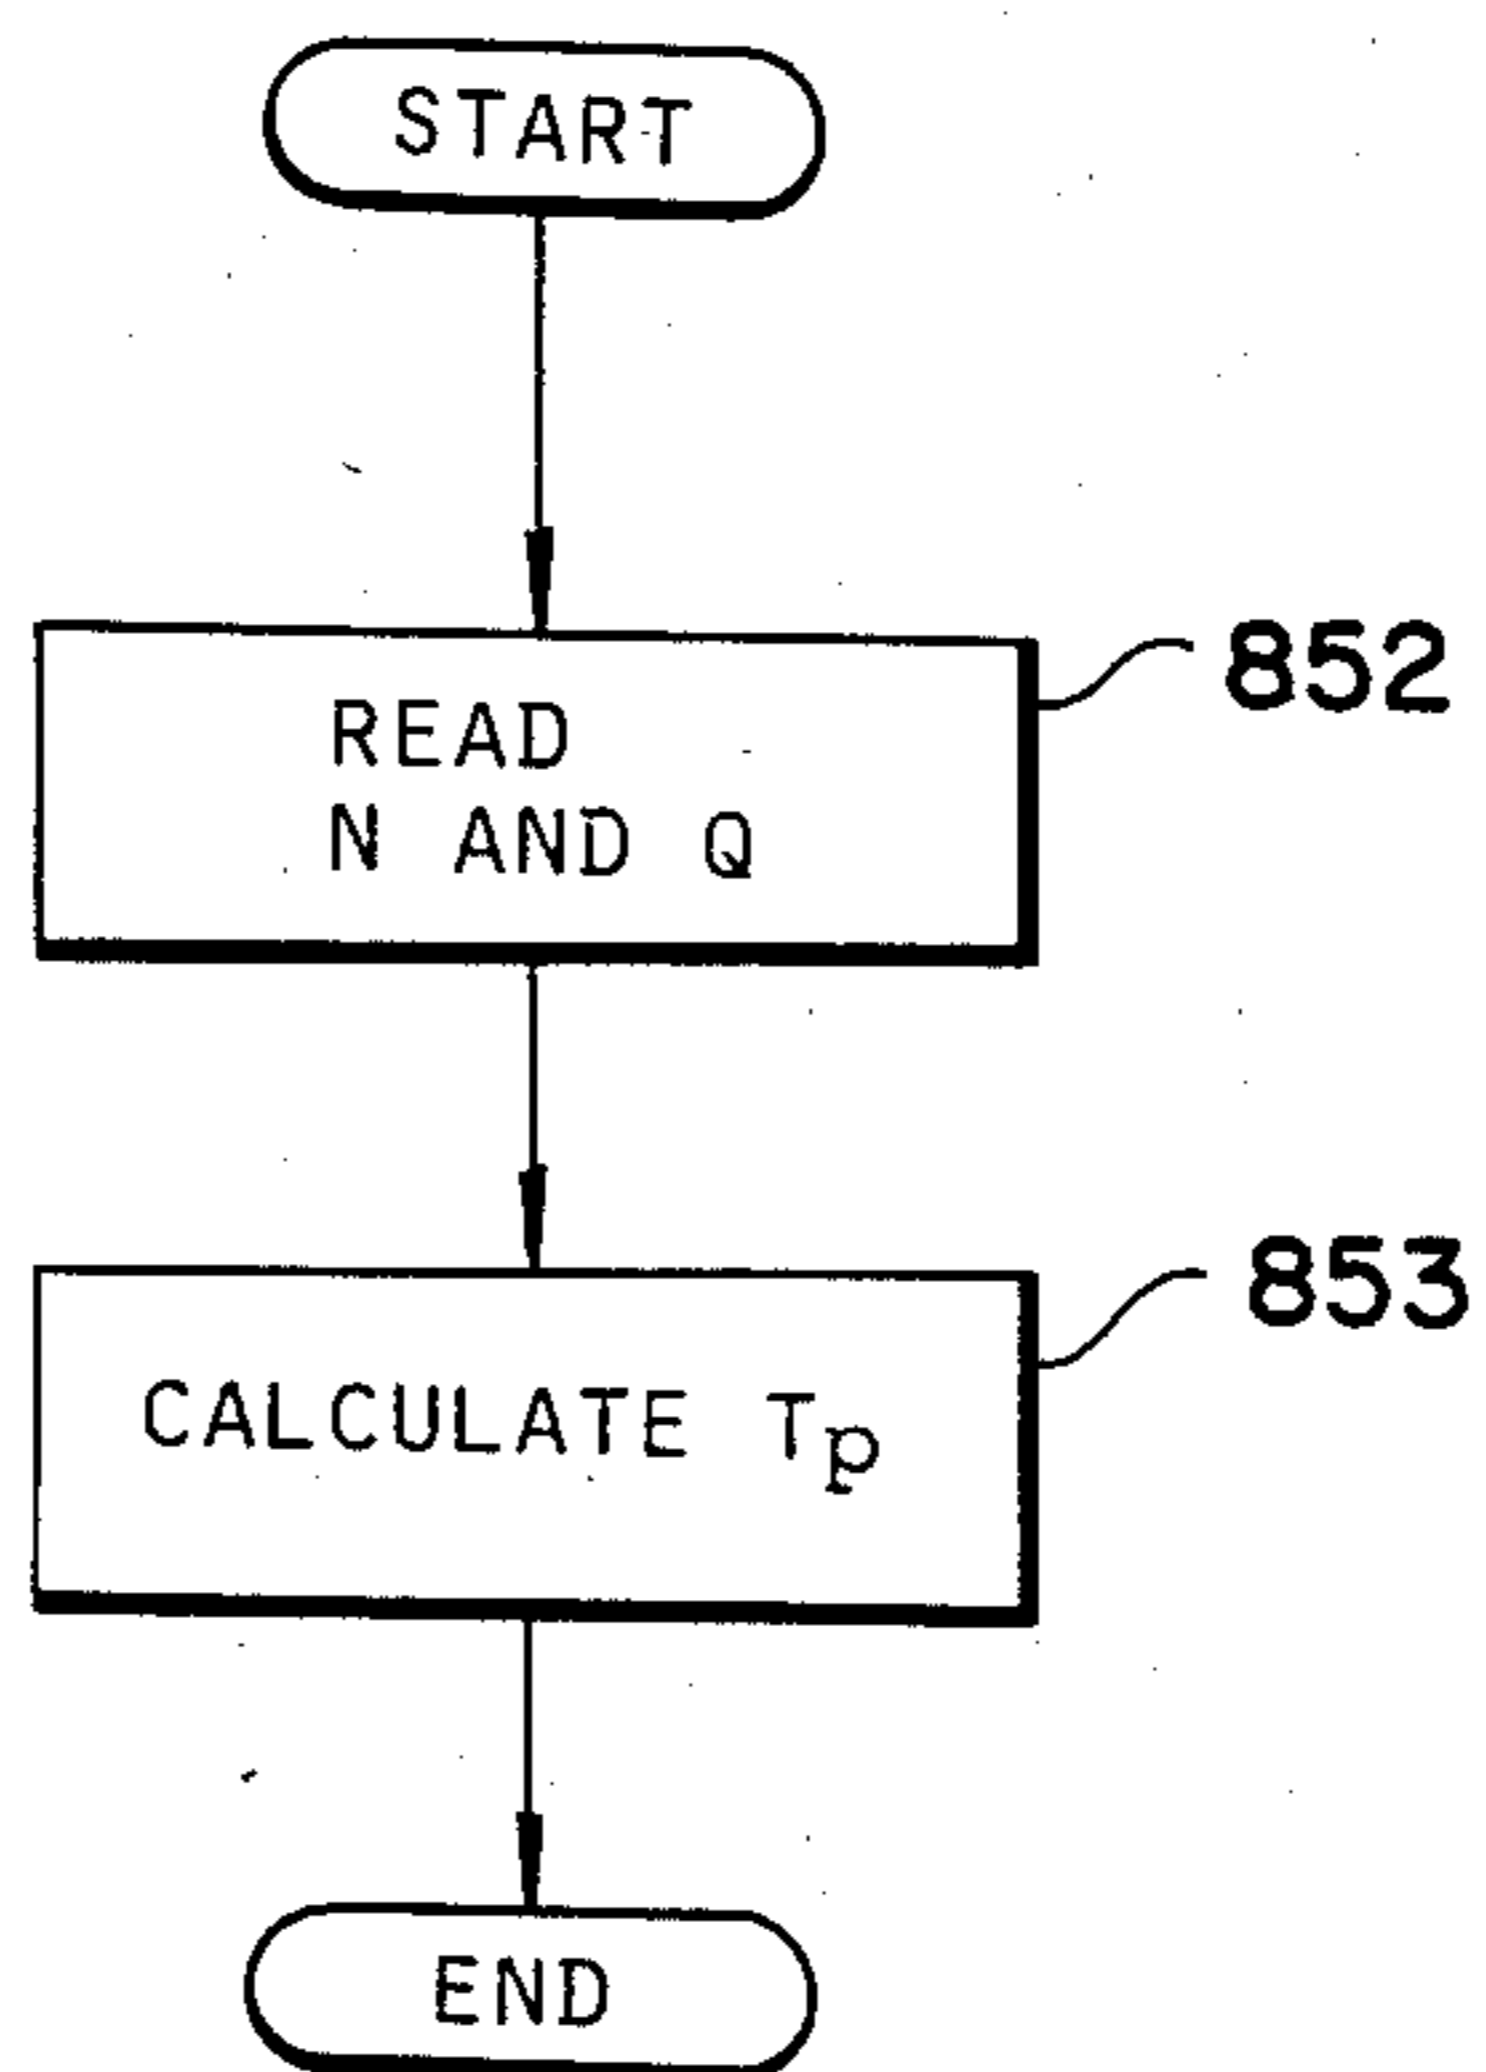 START
852
READ
N AND Q
853
CALCULATE Tp
END